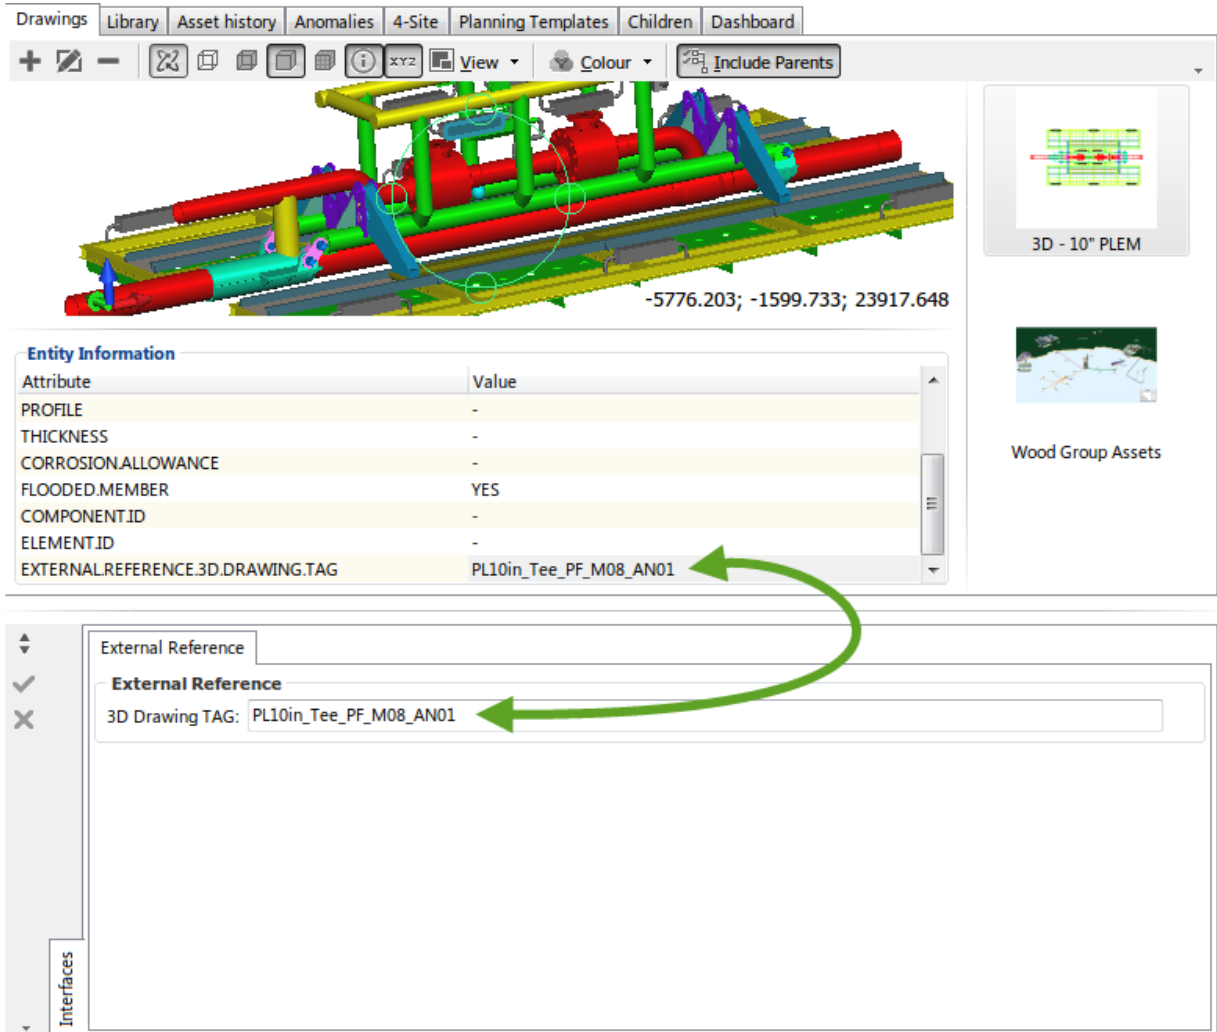 Drawings Library Asset history Anomalies 4-Site Planning Templates Children Dashboard
XYZ View Colour Include Parents
-5776.203; -1599.733; 23917.648
3D - 10" PLEM
Wood Group Assets
Entity Information
Attribute Value
PROFILE -
THICKNESS -
CORROSION.ALLOWANCE -
FLOODED.MEMBER YES
COMPONENT.ID -
ELEMENT.ID -
EXTERNAL.REFERENCE.3D.DRAWING.TAG PL10in_Tee_PF_M08_AN01
External Reference
External Reference
3D Drawing TAG: PL10in_Tee_PF_M08_AN01
Interfaces